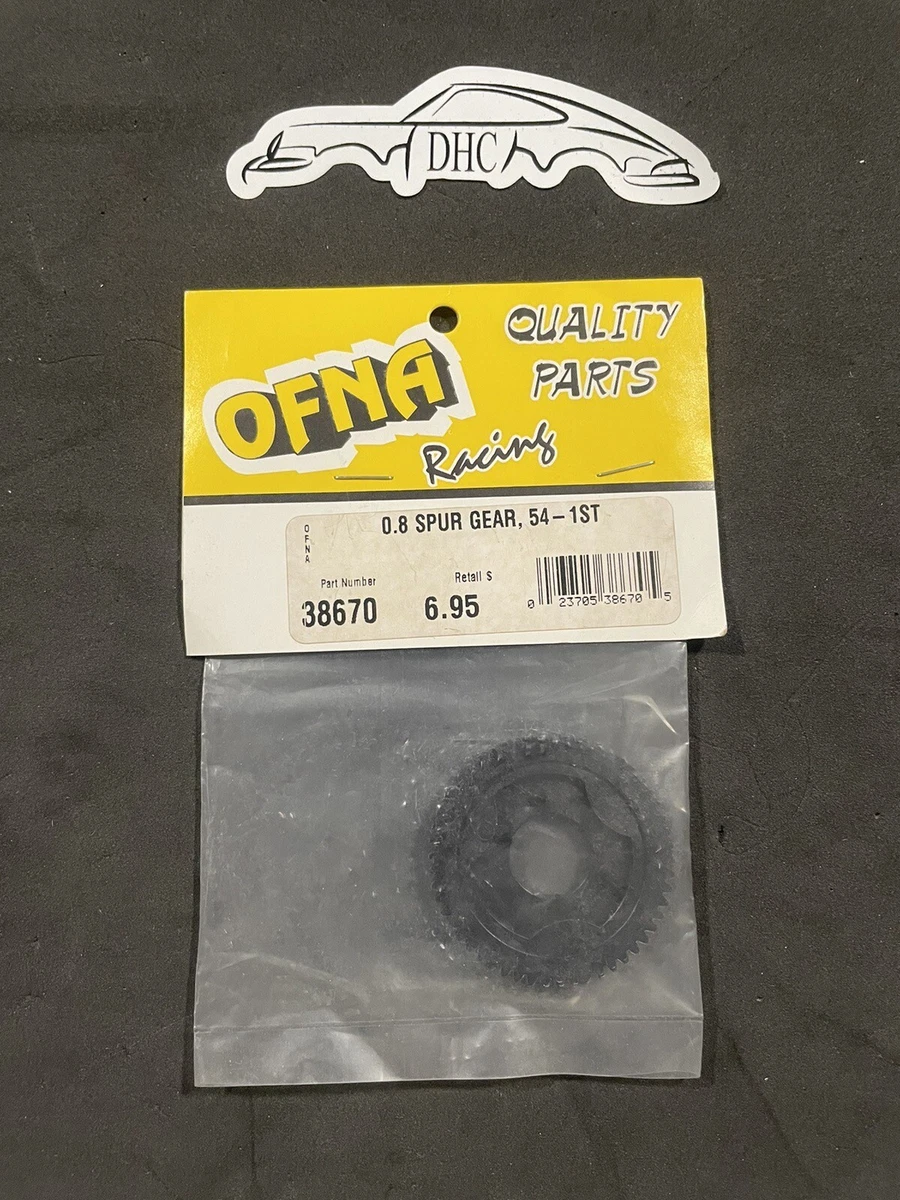 DHC
OFNA
QUALITY
PARTS
Racing
OFNA
0.8 SPUR GEAR, 54-1ST
Part Number
Retail $
38670
6.95
0 23705 38670 5